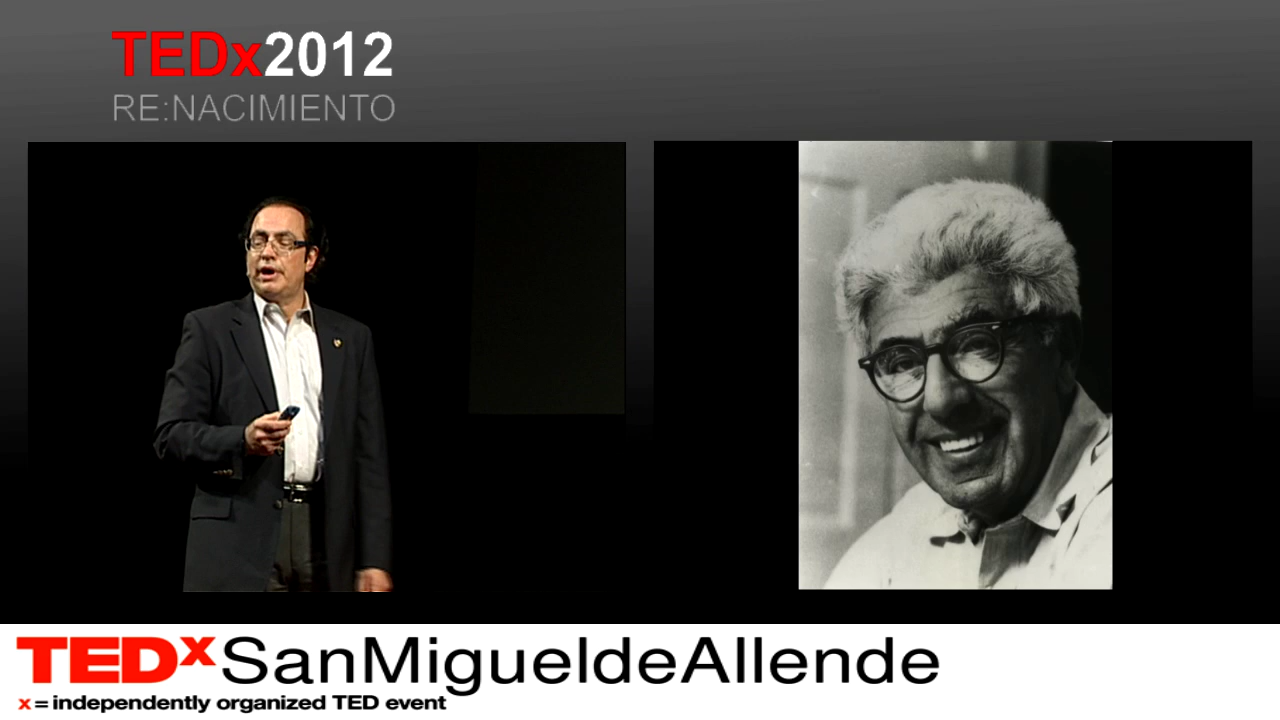 TEDx2012
RE:NACIMIENTO
TEDxSanMigueldeAllende
x = independently organized TED event